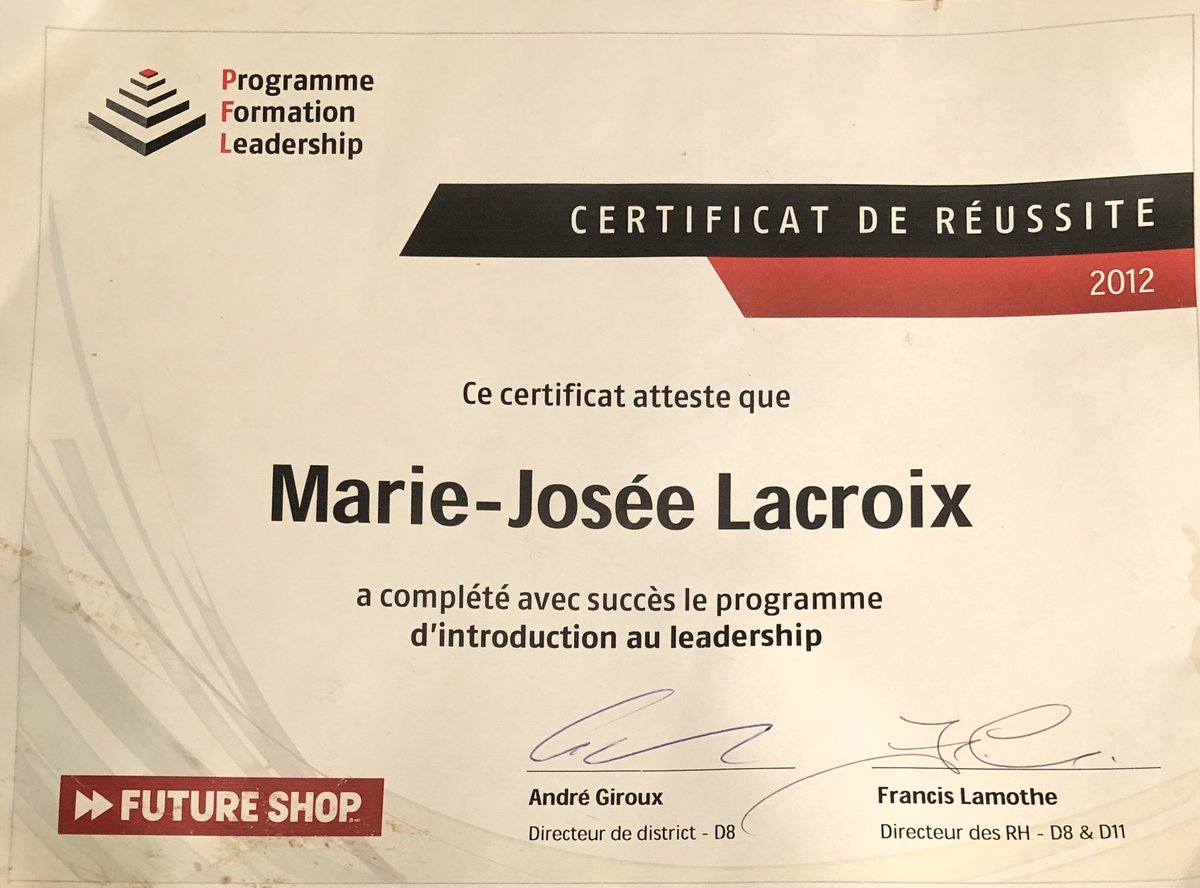 Programme
Formation
Leadership
CERTIFICAT DE RÉUSSITE
2012
Ce certificat atteste que
Marie-Josée Lacroix
a complété avec succès le programme
d'introduction au leadership
André Giroux
Directeur de district - D8
Francis Lamothe
Directeur des RH - D8 & D11
FUTURE SHOP